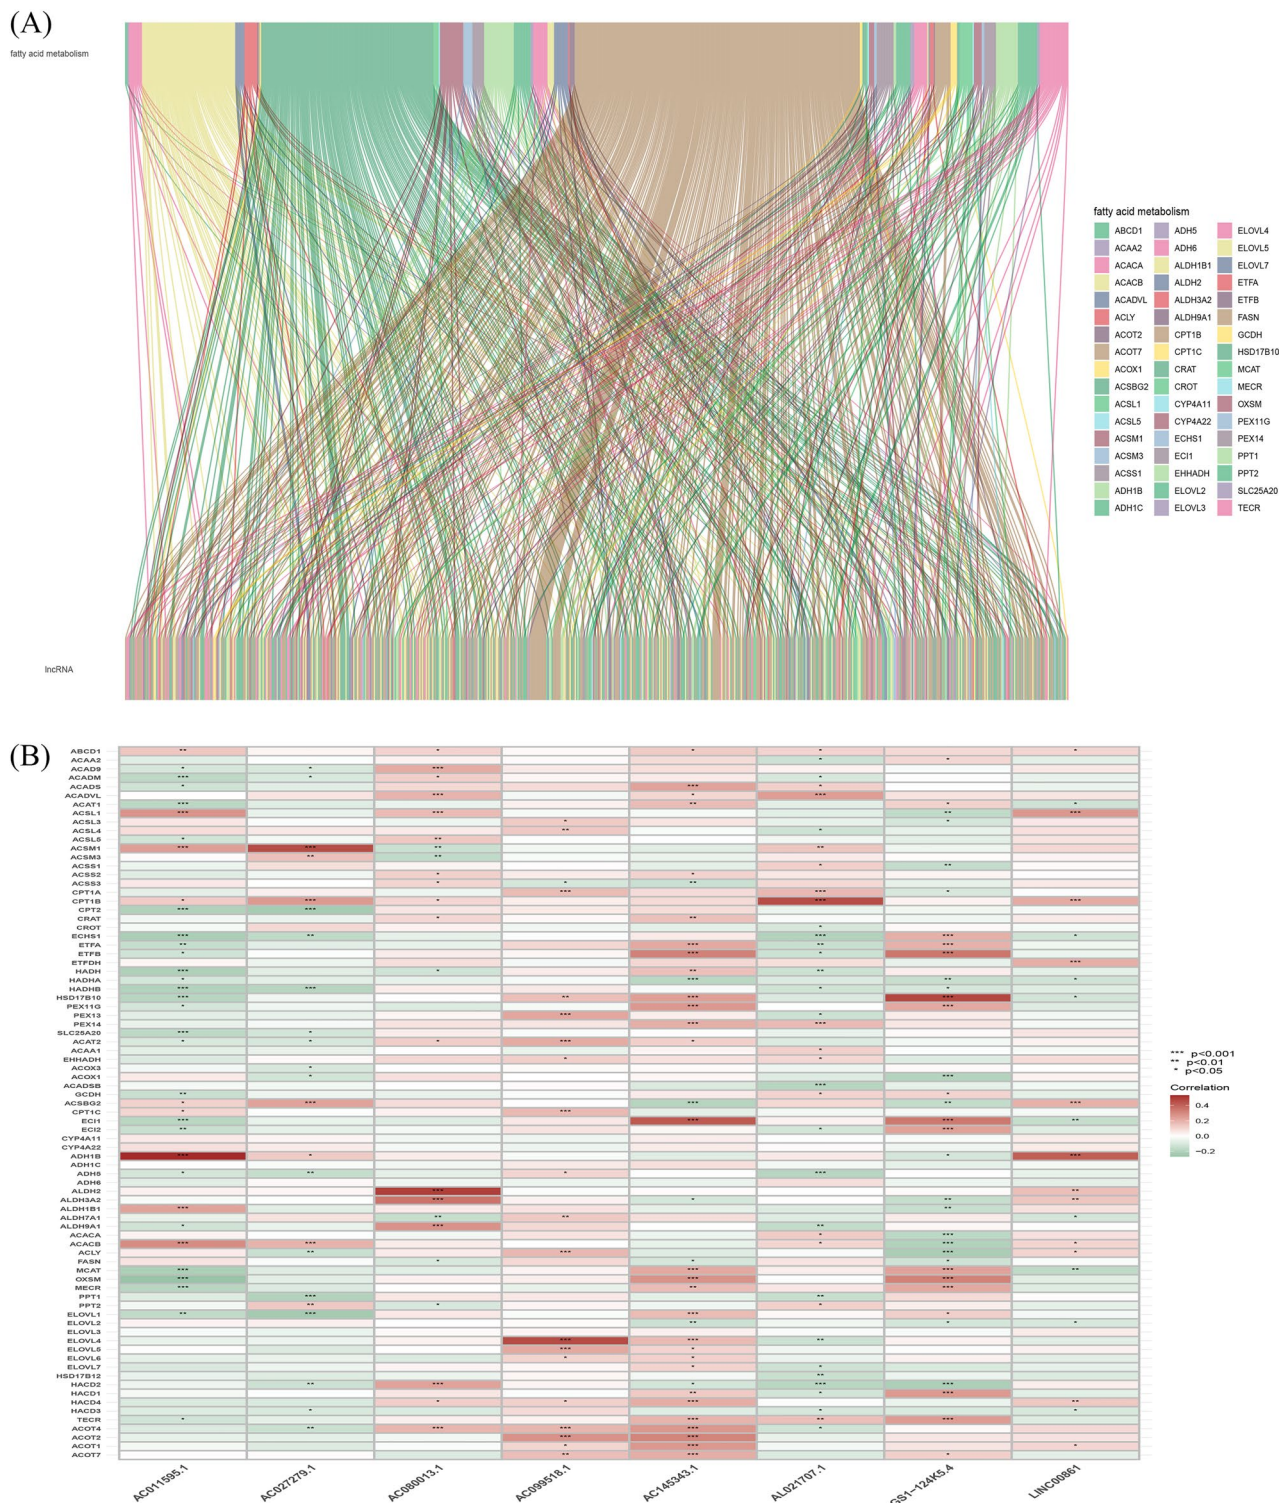 (A)
fatty acid metabolism
lncRNA
fatty acid metabolism
ABCD1 ADH5 ELOVL4
ACAA2 ADH6 ELOVL5
ACACA ALDH1B1 ELOVL7
ACACB ALDH2 ETFA
ACADVL ALDH3A2 ETFB
ACLY ALDH9A1 FASN
ACOT2 CPT1B GCDH
ACOT7 CPT1C HSD17B10
ACOX1 CRAT MCAT
ACSBG2 CROT MECR
ACSL1 CYP4A11 OXSM
ACSL5 CYP4A22 PEX11G
ACSM1 ECHS1 PEX14
ACSM3 ECI1 PPT1
ACSS1 EHHADH PPT2
ADH1B ELOVL2 SLC25A20
ADH1C ELOVL3 TECR
(B)
ABCD1
ACAA2
ACAD9
ACADM
ACADS
ACADVL
ACAT1
ACSL1
ACSL3
ACSL4
ACSL5
ACSM1
ACSM3
ACSS1
ACSS2
ACSS3
CPT1A
CPT1B
CPT2
CRAT
CROT
ECHS1
ETFA
ETFB
ETFDH
HADH
HADHA
HADHB
HSD17B10
PEX11G
PEX13
PEX14
SLC25A20
ACAT2
ACAA1
EHHADH
ACOX3
ACOX1
ACADSB
GCDH
ACSBG2
CPT1C
ECI1
ECI2
CYP4A11
CYP4A22
ADH1B
ADH1C
ADH5
ADH6
ALDH2
ALDH3A2
ALDH1B1
ALDH7A1
ALDH9A1
ACACA
ACACB
ACLY
FASN
MCAT
OXSM
MECR
PPT1
PPT2
ELOVL1
ELOVL2
ELOVL3
ELOVL4
ELOVL5
ELOVL6
ELOVL7
HSD17B12
HACD2
HACD1
HACD4
HACD3
TECR
ACOT4
ACOT2
ACOT1
ACOT7
*** p<0.001
** p<0.01
* p<0.05
Correlation
0.4
0.2
0.0
−0.2
AC011595.1 AC027279.1 AC080013.1 AC099518.1 AC145343.1 AL021707.1 GS1−124K5.4 LINC00861